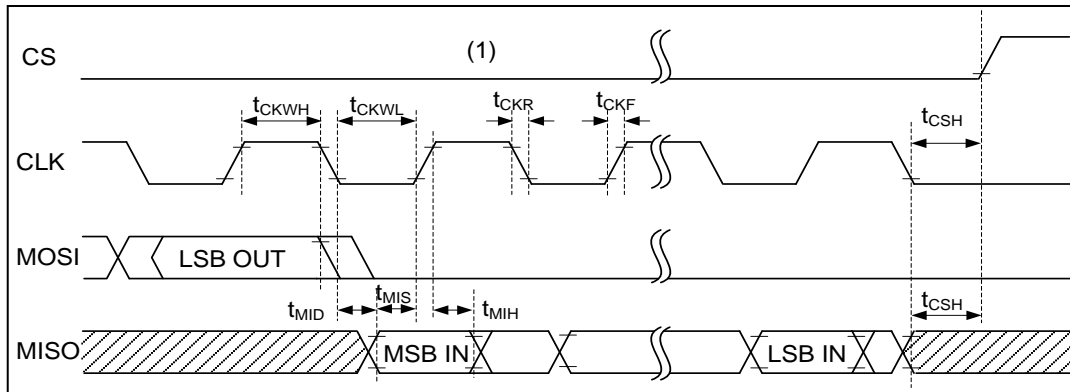 CS
(1)
tCKWH
tCKWL
tCKR
tCKF
tCSH
CLK
MOSI
LSB OUT
tMID
tMIS
tMIH
tCSH
MISO
MSB IN
LSB IN